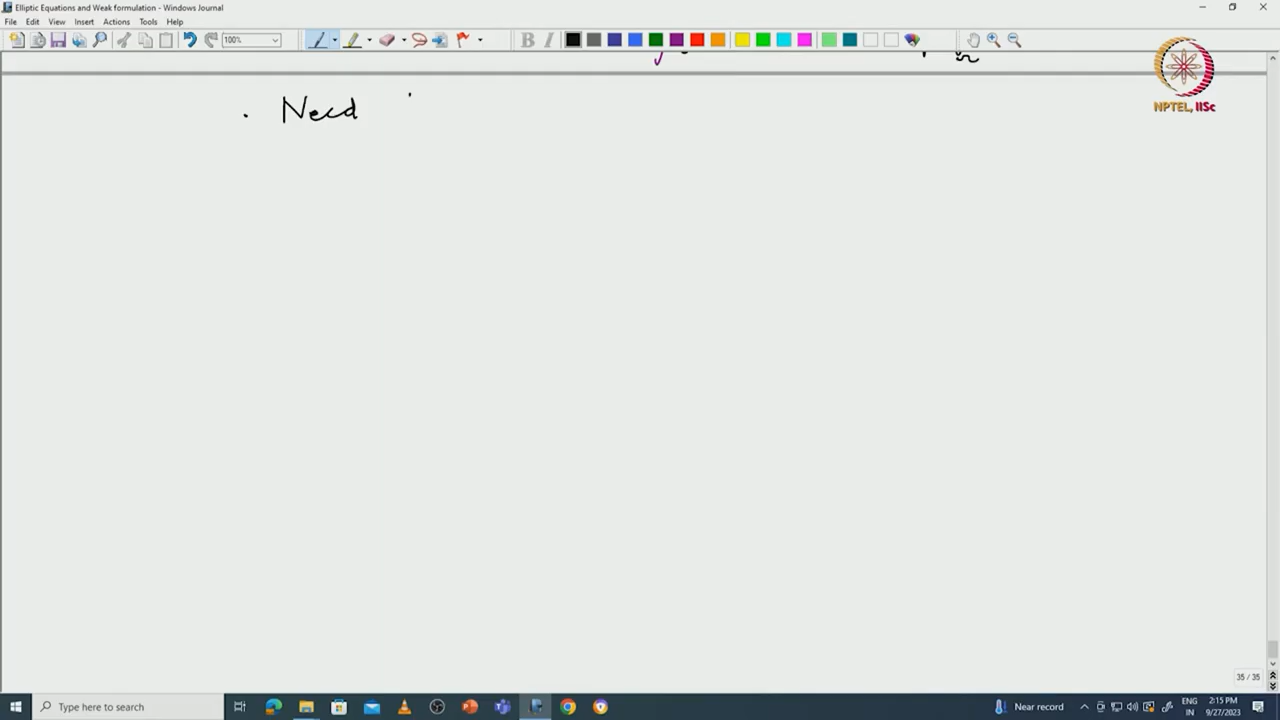 Elliptic Equations and Weak formulation - Windows Journal
File Edit View Insert Actions Tools Help
100%
B I
NPTEL, IISc
. Need
35 / 35
Type here to search
Near record
ENG
IN
2:15 PM
9/27/2023